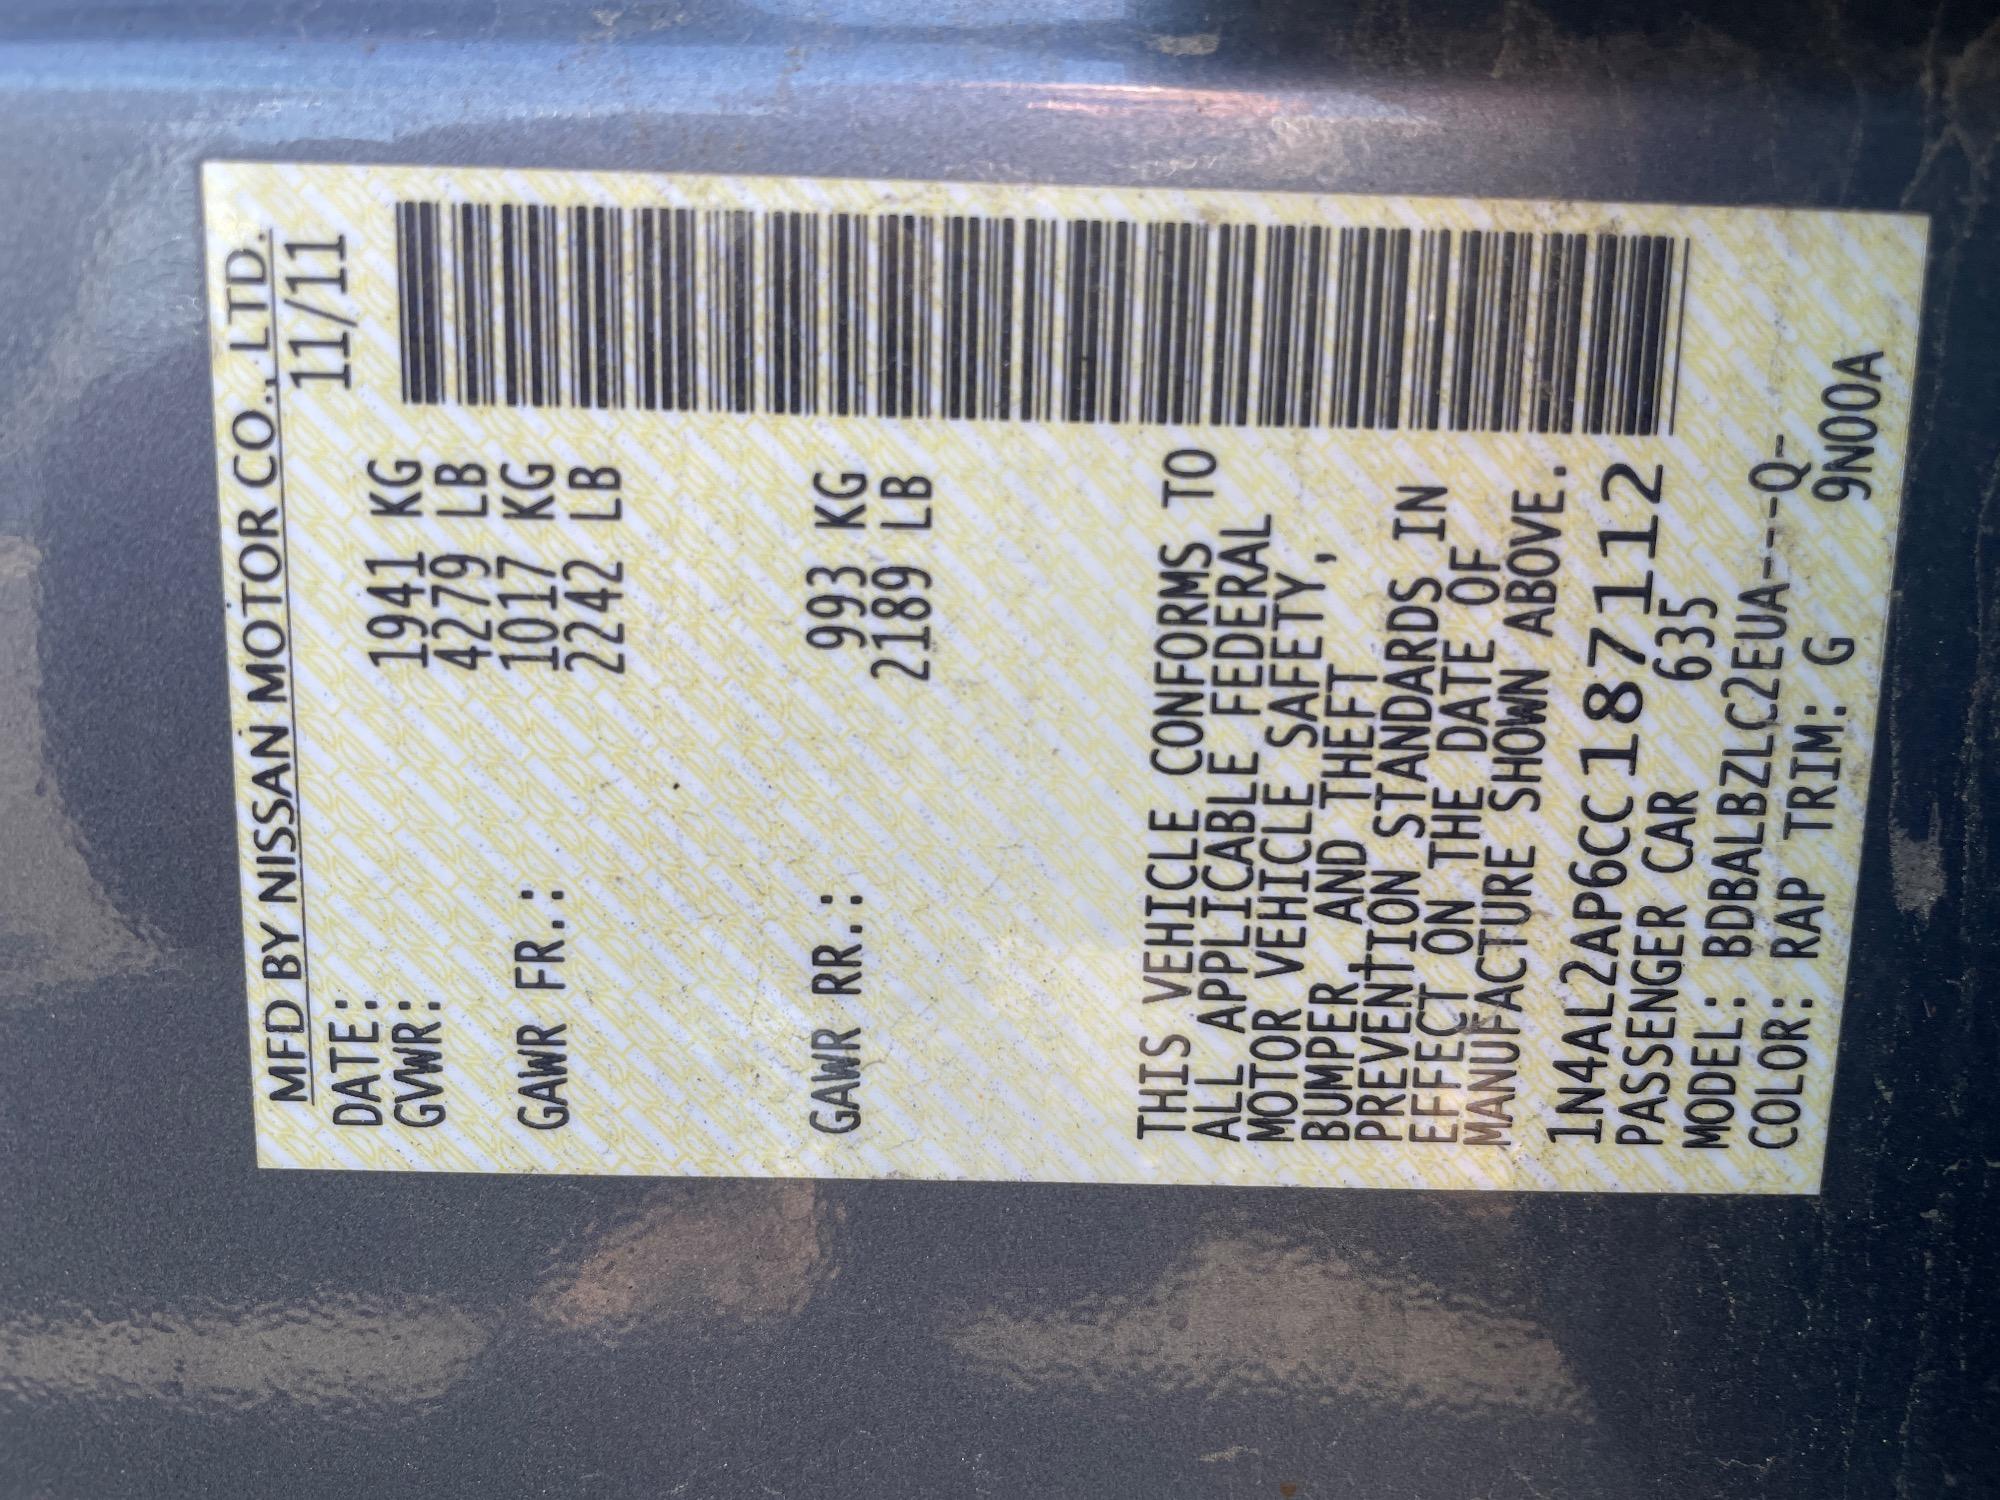 MFD BY NISSAN MOTOR CO., LTD.
DATE: 11/11
GVWR: 1941 KG
4279 LB
GAWR FR.: 1017 KG
2242 LB
GAWR RR.: 993 KG
2189 LB
THIS VEHICLE CONFORMS TO
ALL APPLICABLE FEDERAL
MOTOR VEHICLE SAFETY,
BUMPER AND THEFT
PREVENTION STANDARDS IN
EFFECT ON THE DATE OF
MANUFACTURE SHOWN ABOVE.
1N4AL2AP6CC187112
PASSENGER CAR 635
MODEL: BDBALBZLC2EUA----Q-
COLOR: RAP TRIM: G 9N00A